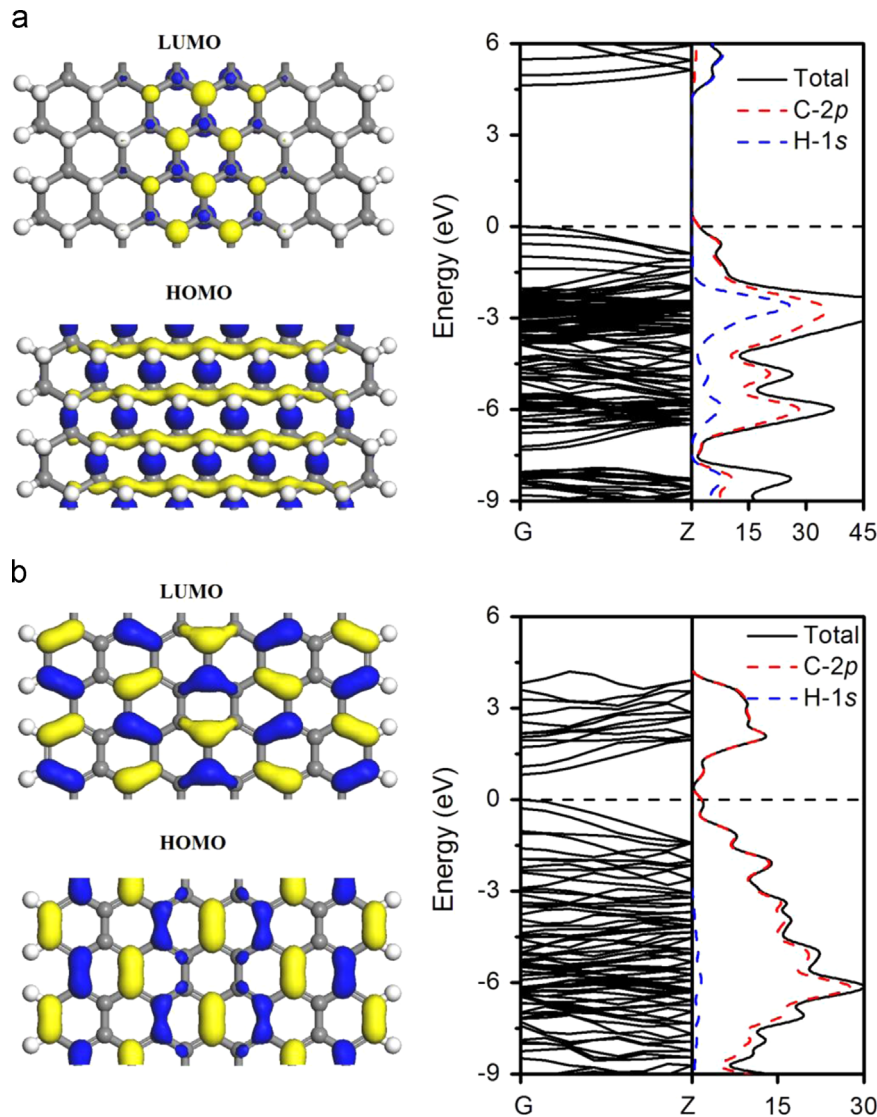 a
LUMO
HOMO
Energy (eV)
6
3
0
-3
-6
-9
G
Z
15
30
45
Total
C-2p
H-1s
b
LUMO
HOMO
Energy (eV)
6
3
0
-3
-6
-9
G
Z
15
30
Total
C-2p
H-1s